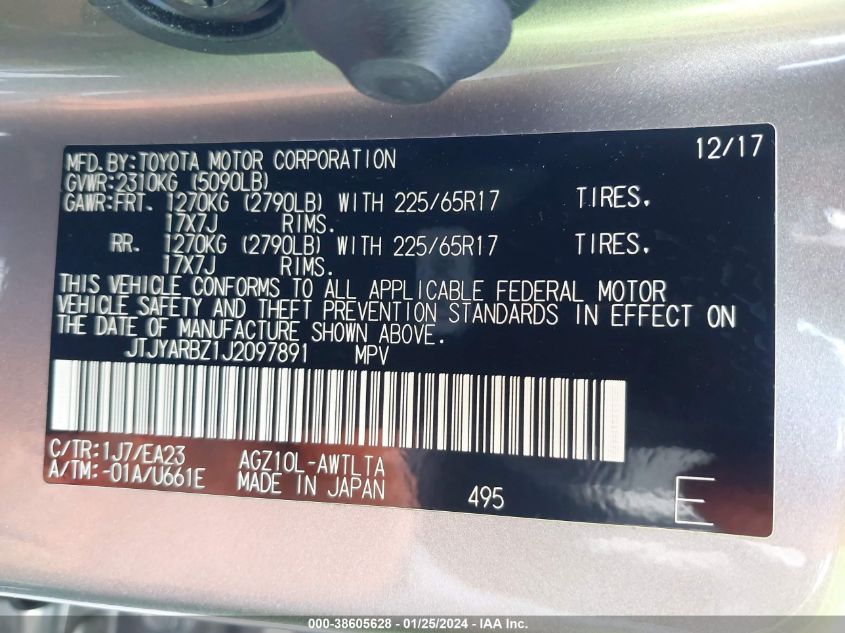 12/17
MFD.BY:TOYOTA MOTOR CORPORATION
GVWR:2310KG (5090LB)
GAWR:FRT. 1270KG (2790LB) WITH 225/65R17 TIRES.
17X7J RIMS.
RR. 1270KG (2790LB) WITH 225/65R17 TIRES.
17X7J RIMS.
THIS VEHICLE CONFORMS TO ALL APPLICABLE FEDERAL MOTOR
VEHICLE SAFETY AND THEFT PREVENTION STANDARDS IN EFFECT ON
THE DATE OF MANUFACTURE SHOWN ABOVE.
JTJYARBZ1J2097891 MPV
C/TR:1J7/EA23 AGZ10L-AWTLTA
A/TM:-01A/U661E MADE IN JAPAN 495 E
000-38605628 - 01/25/2024 - IAA Inc.